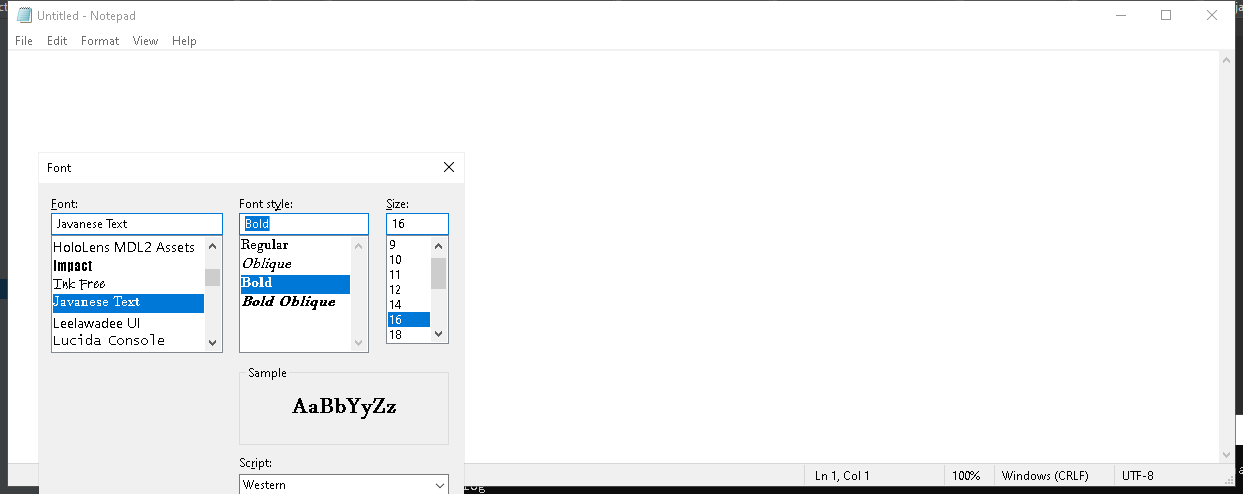 Untitled - Notepad
File Edit Format View Help
Font
Font: Font style: Size:
Javanese Text Bold 16
HoloLens MDL2 Assets Regular 9
Impact Oblique 10
Ink Free Bold 11
Javanese Text Bold Oblique 12
Leelawadee UI 14
Lucida Console 16
18
Sample
AaBbYyZz
Script:
Western
Ln 1, Col 1 100% Windows (CRLF) UTF-8